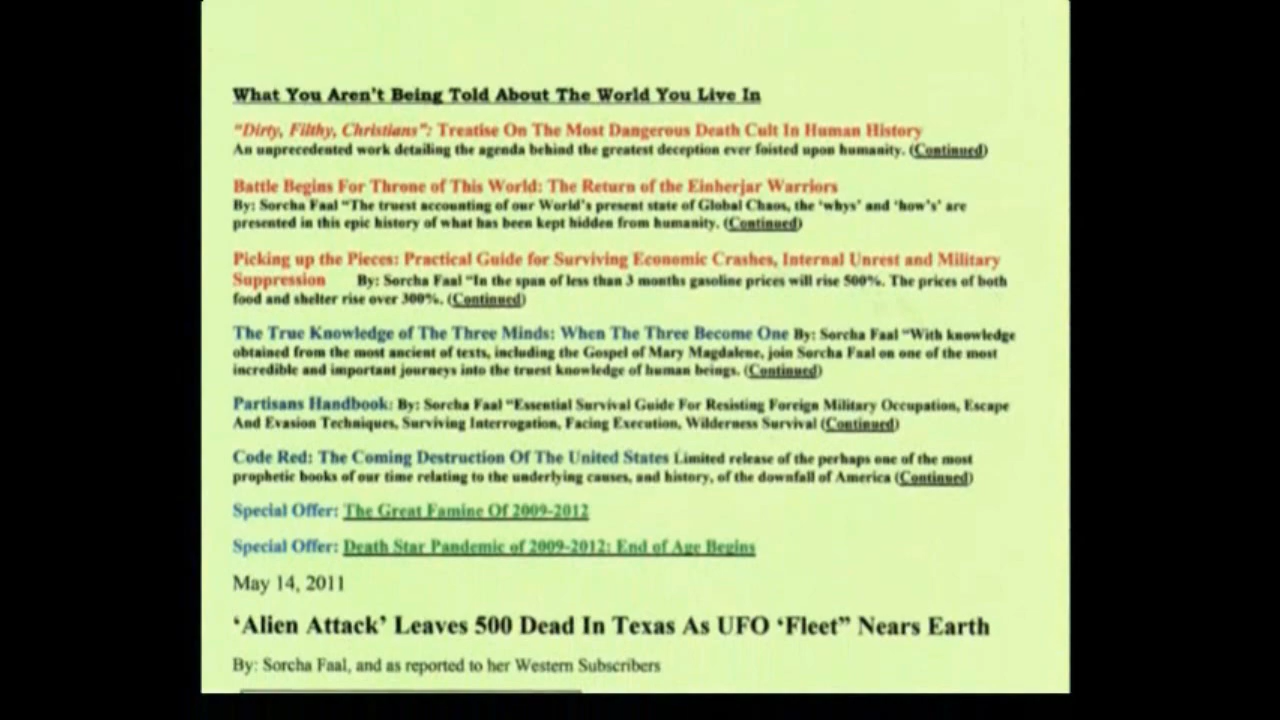 What You Aren't Being Told About The World You Live In
"Dirty, Filthy, Christians": Treatise On The Most Dangerous Death Cult In Human History
An unprecedented work detailing the agenda behind the greatest deception ever foisted upon humanity. (Continued)
Battle Begins For Throne of This World: The Return of the Einherjar Warriors
By: Sorcha Faal "The truest accounting of our World's present state of Global Chaos, the 'whys' and 'how's' are
presented in this epic history of what has been kept hidden from humanity. (Continued)
Picking up the Pieces: Practical Guide for Surviving Economic Crashes, Internal Unrest and Military
Suppression By: Sorcha Faal "In the span of less than 3 months gasoline prices will rise 500%. The prices of both
food and shelter rise over 300%. (Continued)
The True Knowledge of The Three Minds: When The Three Become One By: Sorcha Faal "With knowledge
obtained from the most ancient of texts, including the Gospel of Mary Magdalene, join Sorcha Faal on one of the most
incredible and important journeys into the truest knowledge of human beings. (Continued)
Partisans Handbook: By: Sorcha Faal "Essential Survival Guide For Resisting Foreign Military Occupation, Escape
And Evasion Techniques, Surviving Interrogation, Facing Execution, Wilderness Survival (Continued)
Code Red: The Coming Destruction Of The United States Limited release of the perhaps one of the most
prophetic books of our time relating to the underlying causes, and history, of the downfall of America (Continued)
Special Offer: The Great Famine Of 2009-2012
Special Offer: Death Star Pandemic of 2009-2012: End of Age Begins
May 14, 2011
'Alien Attack' Leaves 500 Dead In Texas As UFO 'Fleet" Nears Earth
By: Sorcha Faal, and as reported to her Western Subscribers